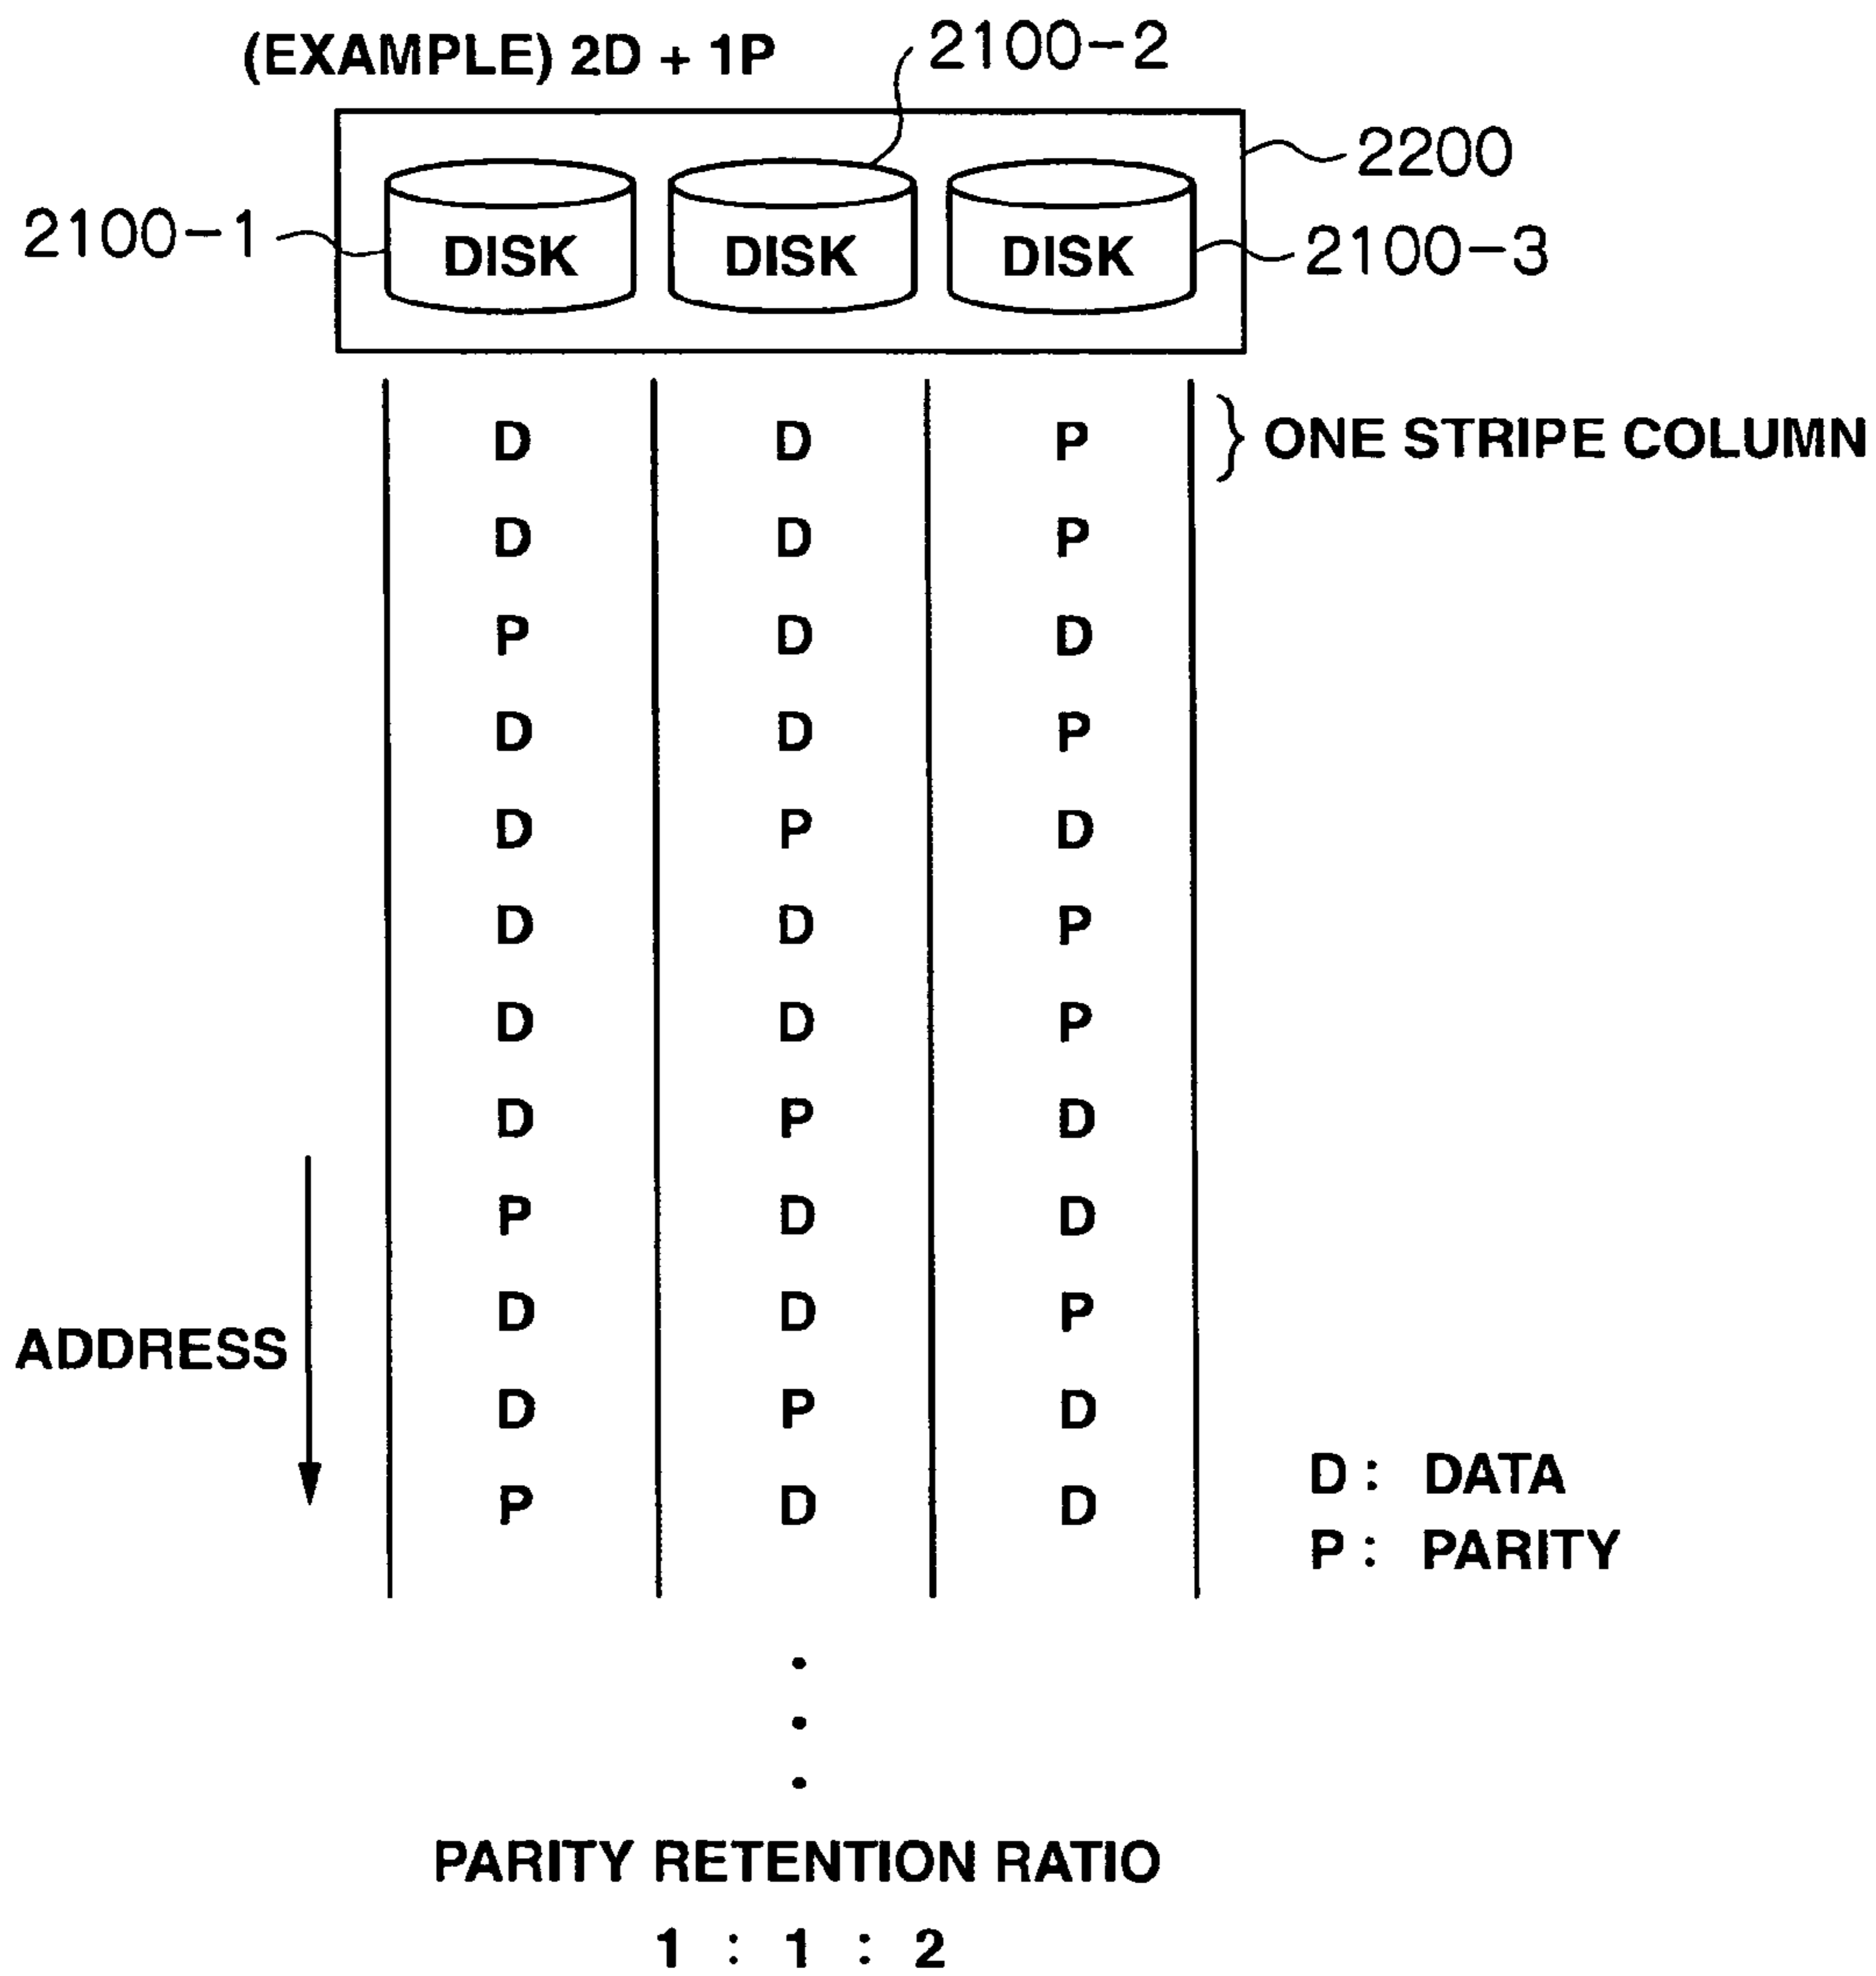 (EXAMPLE) 2D + 1P
2100-2
2200
2100-1
DISK DISK DISK
2100-3
D D P } ONE STRIPE COLUMN
D D P
P D D
D D P
D P D
D D P
D D P
D P D
P D D
D D P
ADDRESS
D P D
P D D
D : DATA
P : PARITY
PARITY RETENTION RATIO
1 : 1 : 2